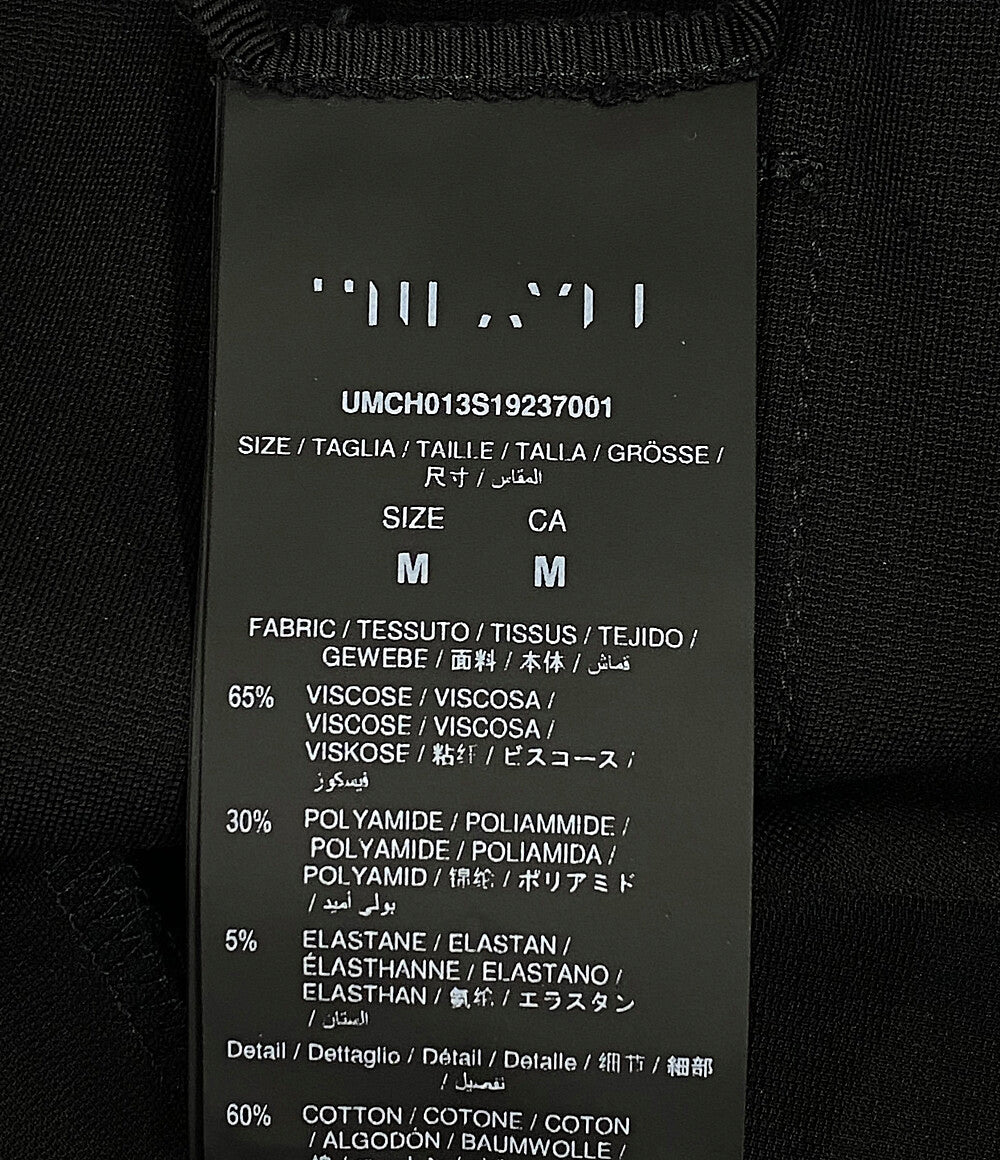 UMCH013S19237001
SIZE / TAGLIA / TAILLE / TALLA / GRÖSSE /
尺寸 / المقاس
SIZE CA
M M
FABRIC / TESSUTO / TISSUS / TEJIDO /
GEWEBE / 面料 / 本体 / قماش
65% VISCOSE / VISCOSA /
VISCOSE / VISCOSA /
VISKOSE / 粘纤 / ビスコース /
فيسكوز
30% POLYAMIDE / POLIAMMIDE /
POLYAMIDE / POLIAMIDA /
POLYAMID / 锦纶 / ポリアミド
/ بولي أميد
5% ELASTANE / ELASTAN /
ÉLASTHANNE / ELASTANO /
ELASTHAN / 氨纶 / エラスタン
/ الستان
Detail / Dettaglio / Détail / Detalle / 细节 / 細部
/ تفصيل
60% COTTON / COTONE / COTON
/ ALGODÓN / BAUMWOLLE /